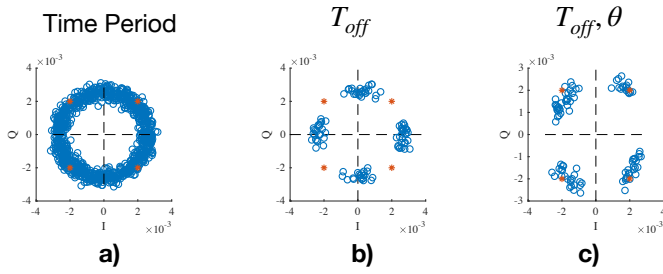 Time Period
T_off
T_off, θ
×10⁻³
4
2
0
-2
-4
Q
-4 -2 0 2 4
I
×10⁻³
a)
×10⁻³
4
2
0
-2
-4
Q
-4 -2 0 2 4
I
×10⁻³
b)
×10⁻³
3
2
1
0
-1
-2
-3
Q
-4 -2 0 2 4
I
×10⁻³
c)